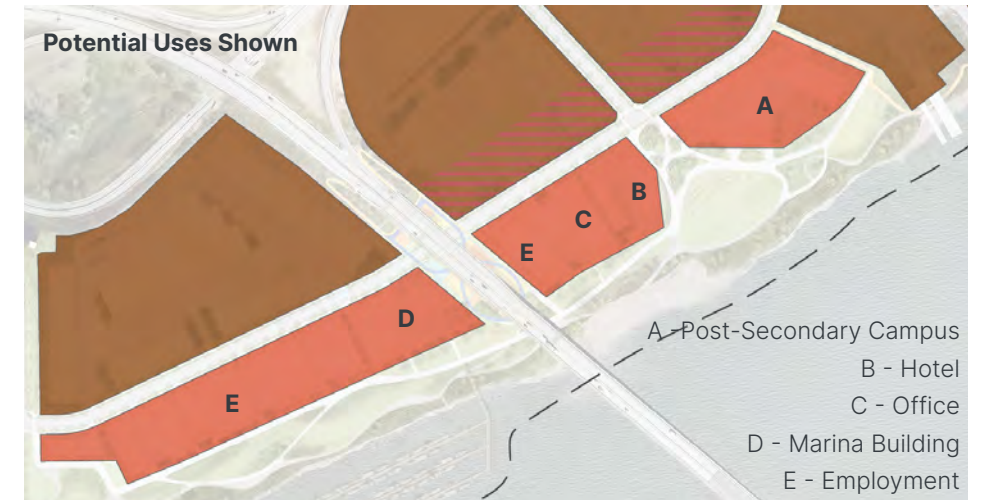 Potential Uses Shown
A
B
C
E
D
E
A -Post-Secondary Campus
B - Hotel
C - Office
D - Marina Building
E - Employment